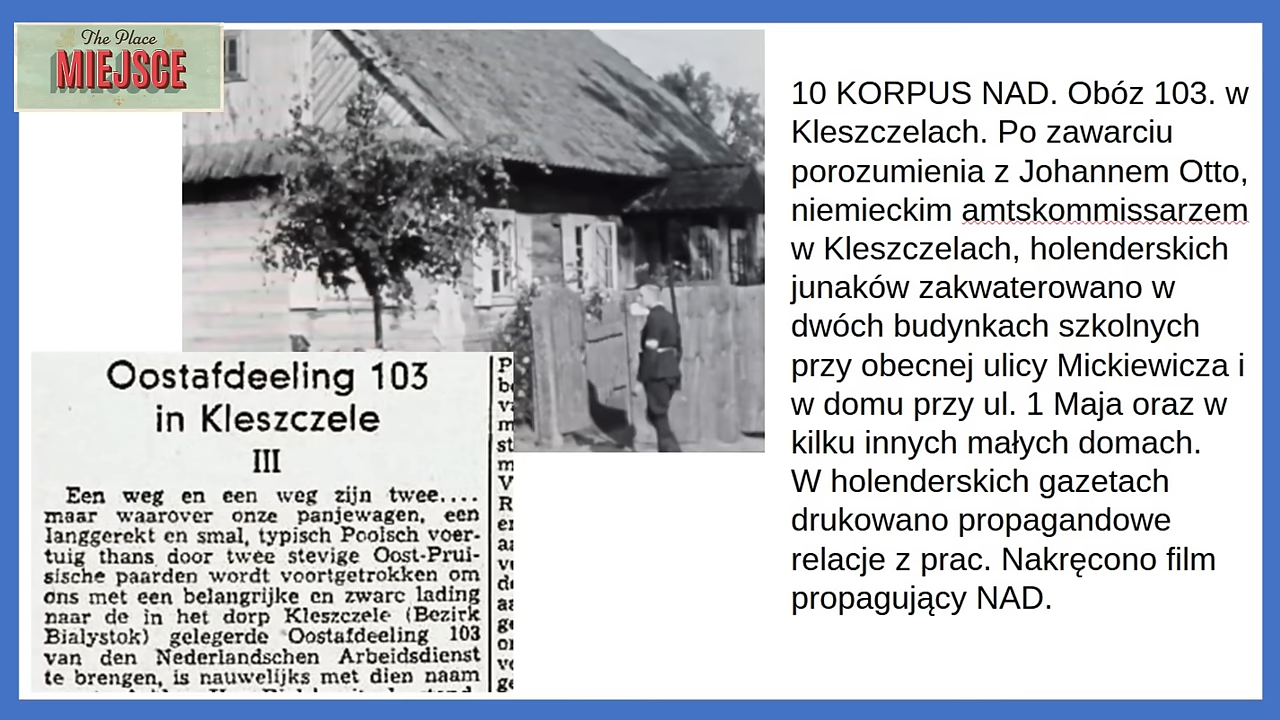 The Place
MIEJSCE
10 KORPUS NAD. Obóz 103. w
Kleszczelach. Po zawarciu
porozumienia z Johannem Otto,
niemieckim amtskommissarzem
w Kleszczelach, holenderskich
junaków zakwaterowano w
dwóch budynkach szkolnych
przy obecnej ulicy Mickiewicza i
w domu przy ul. 1 Maja oraz w
kilku innych małych domach.
W holenderskich gazetach
drukowano propagandowe
relacje z prac. Nakręcono film
propagujący NAD.
Oostafdeeling 103
in Kleszczele
III
Een weg en een weg zijn twee....
maar waarover onze panjewagen, een
langgerekt en smal, typisch Poolsch voer-
tuig thans door twee stevige Oost-Prui-
sische paarden wordt voortgetrokken om
ons met een belangrijke en zware lading
naar de in het dorp Kleszczele (Bezirk
Bialystok) gelegerde Oostafdeeling 103
van den Nederlandschen Arbeidsdienst
te brengen, is nauwelijks met dien naam